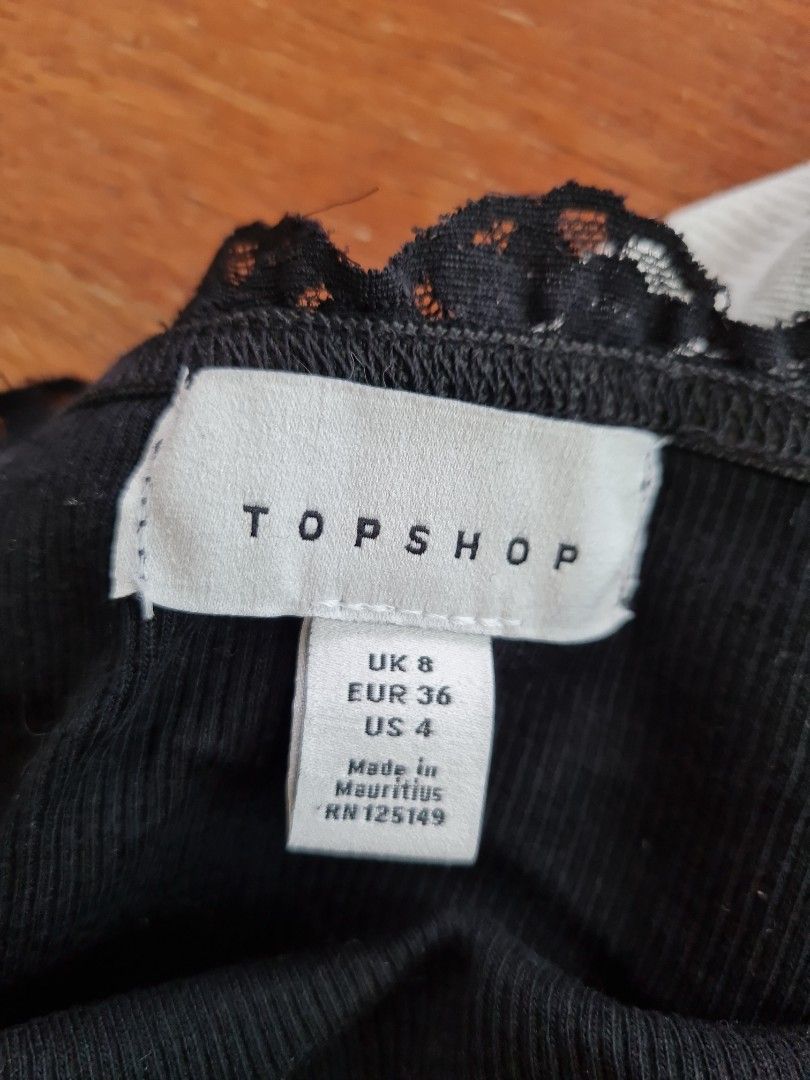 TOPSHOP
UK 8
EUR 36
US 4
Made in
Mauritius
RN 125149